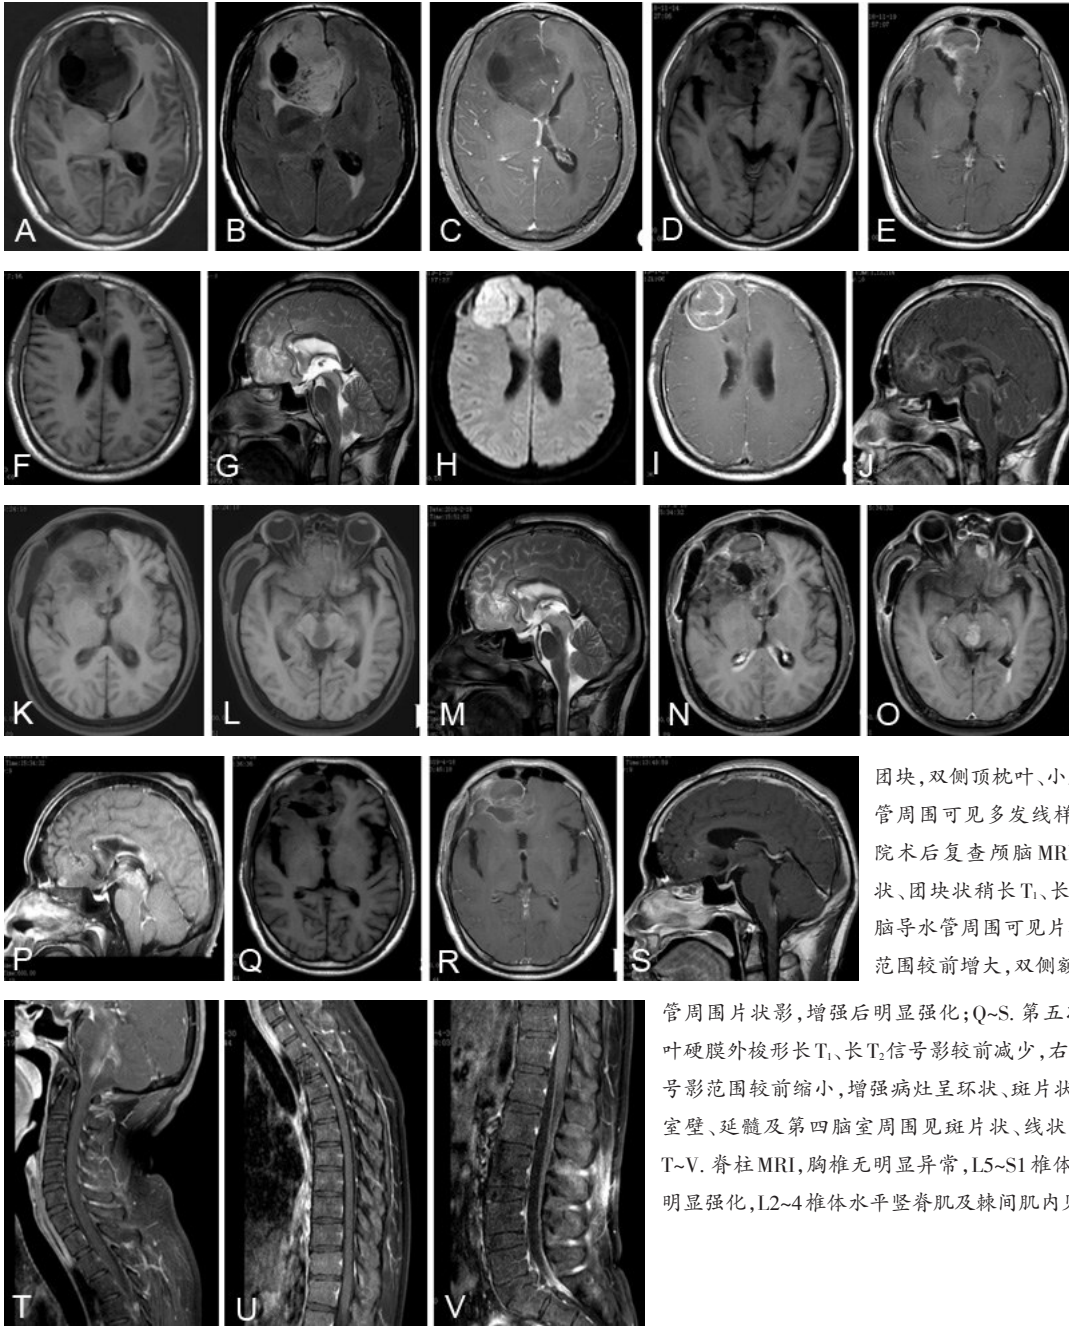 A
B
C
D
E
F
G
H
I
J
K
L
M
N
O
P
Q
R
S
团块,双侧顶枕叶、小
管周围可见多发线样
院术后复查颅脑MR
状、团块状稍长T₁、长
脑导水管周围可见片
范围较前增大,双侧额
管周围片状影,增强后明显强化;Q~S. 第五
叶硬膜外梭形长T₁、长T₂信号影较前减少,右
号影范围较前缩小,增强病灶呈环状、斑片状
室壁、延髓及第四脑室周围见斑片状、线状
T~V. 脊柱MRI,胸椎无明显异常,L5~S1椎体
明显强化,L2~4椎体水平竖脊肌及棘间肌内
T
U
V